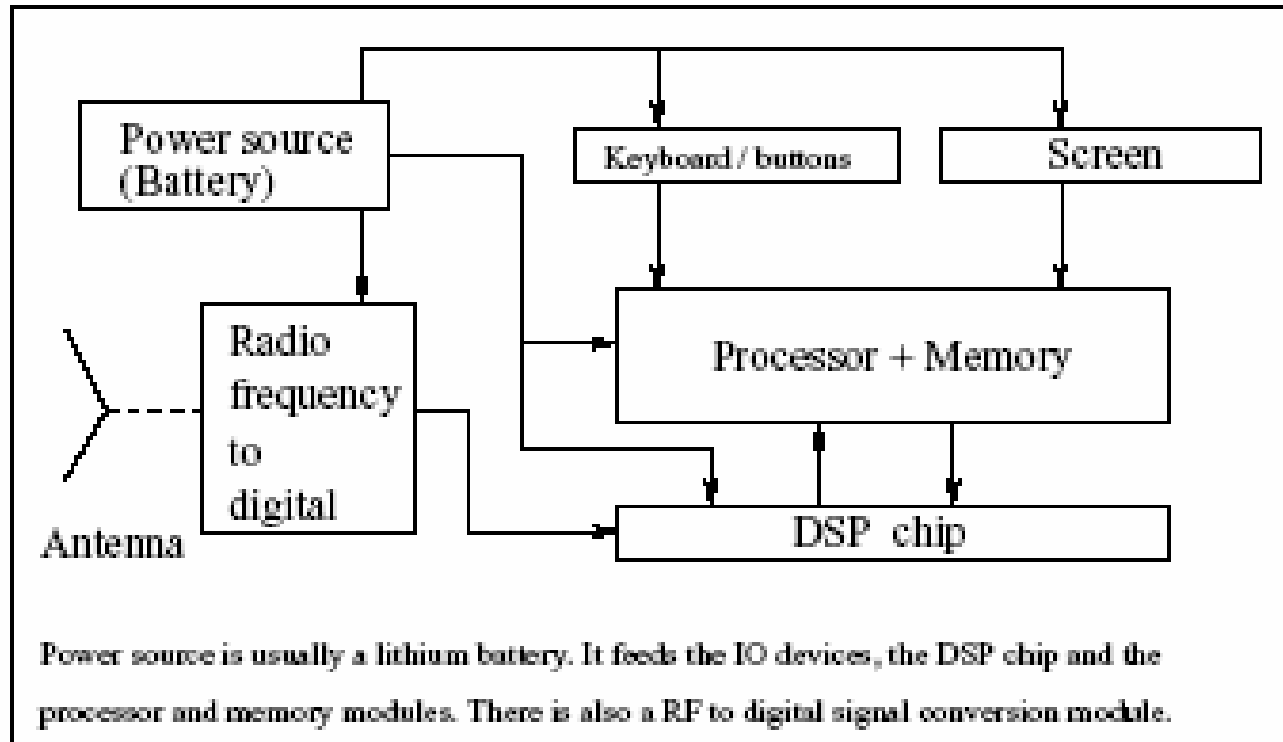 Power source
(Battery)
Keyboard / buttons
Screen
Radio
frequency
to
digital
Processor + Memory
Antenna
DSP chip
Power source is usually a lithium battery. It feeds the IO devices, the DSP chip and the
processor and memory modules. There is also a RF to digital signal conversion module.